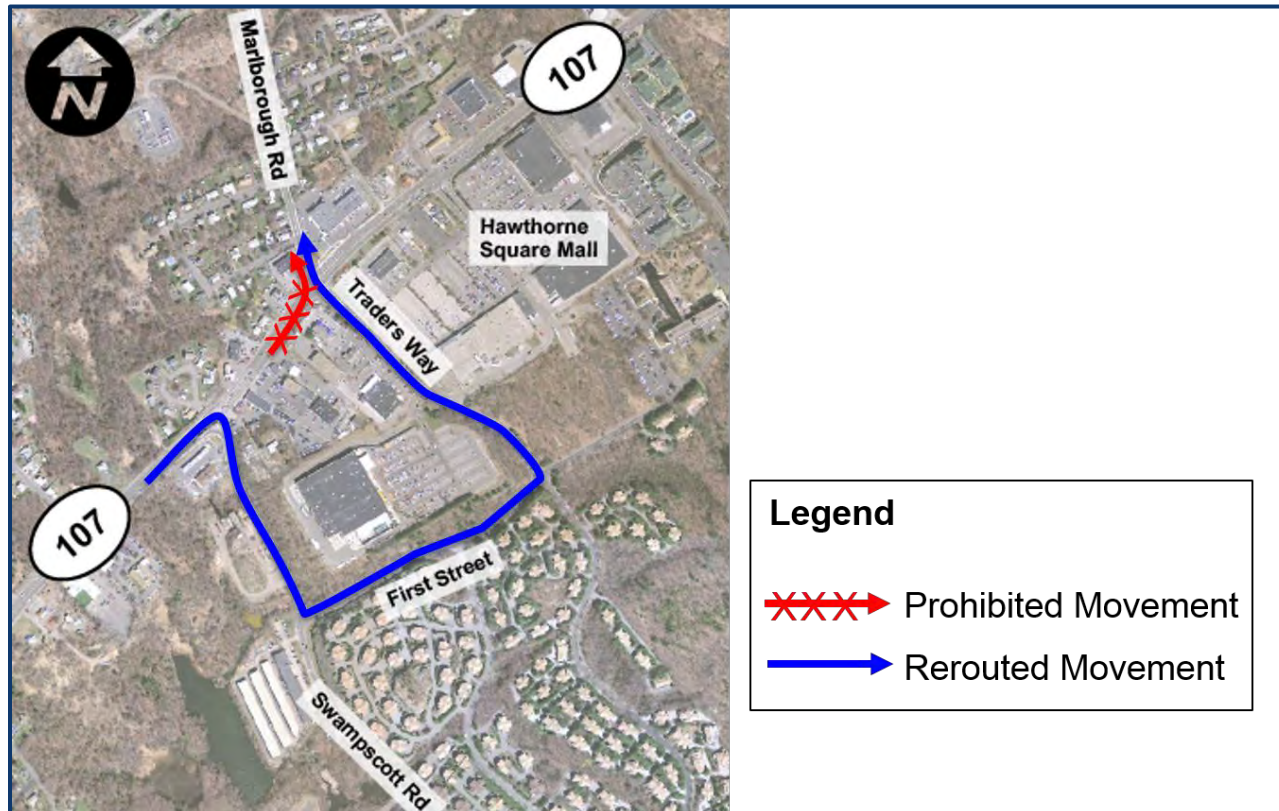 N
Marlborough Rd
107
Hawthorne
Square Mall
Traders Way
107
First Street
Swampscott Rd
Legend
Prohibited Movement
Rerouted Movement